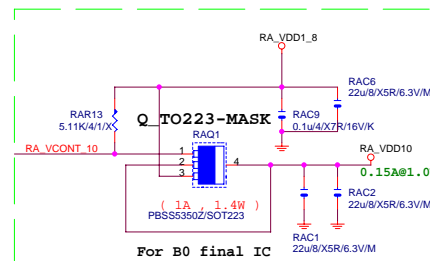 RA_VDD1_8
RAC6
22u/8/X5R/6.3V/M
RAR13
5.11K/4/1/X
Q_TO223-MASK
RAC9
0.1u/4/X7R/16V/K
RAQ1
RA_VCONT_10
1
2
3
4
RA_VDD10
0.15A@1.0
( 1A , 1.4W )
PBSS5350Z/SOT223
RAC2
22u/8/X5R/6.3V/M
RAC1
22u/8/X5R/6.3V/M
For B0 final IC